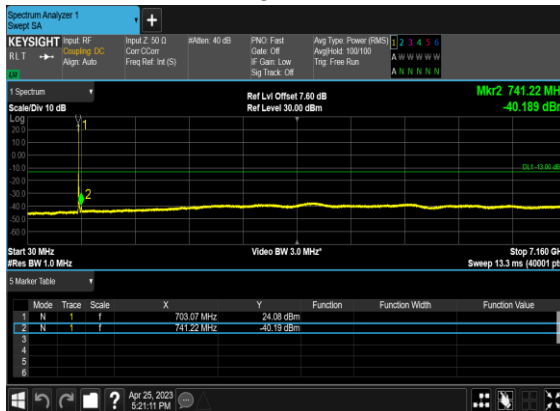 Spectrum Analyzer 1
Swept SA
+
KEYSIGHT Input: RF Input Z: 50 Ω #Atten: 40 dB PNO: Fast Avg Type: Power (RMS) 1 2 3 4 5 6
R L T Coupling: DC Corr CCorr Gate: Off Avg|Hold: 100/100 A W W W W W
Align: Auto Freq Ref: Int (S) IF Gain: Low Trig: Free Run
Sig Track: Off A N N N N N
1 Spectrum Ref Lvl Offset 7.60 dB Mkr2 741.22 MH
Scale/Div 10 dB Ref Level 30.00 dBm -40.189 dBr
Log
20.0
10.0
0.00
-10.0
-20.0
-30.0
-40.0
-50.0
-60.0
1
2
DL1 -13.00 dB
Start 30 MHz Video BW 3.0 MHz* Stop 7.160 GH
#Res BW 1.0 MHz Sweep 13.3 ms (40001 pts
5 Marker Table
Mode Trace Scale X Y Function Function Width Function Value
1 N 1 f 703.07 MHz 24.08 dBm
2 N 1 f 741.22 MHz -40.19 dBm
3
4
5
6
? Apr 25, 2023
5:21:11 PM